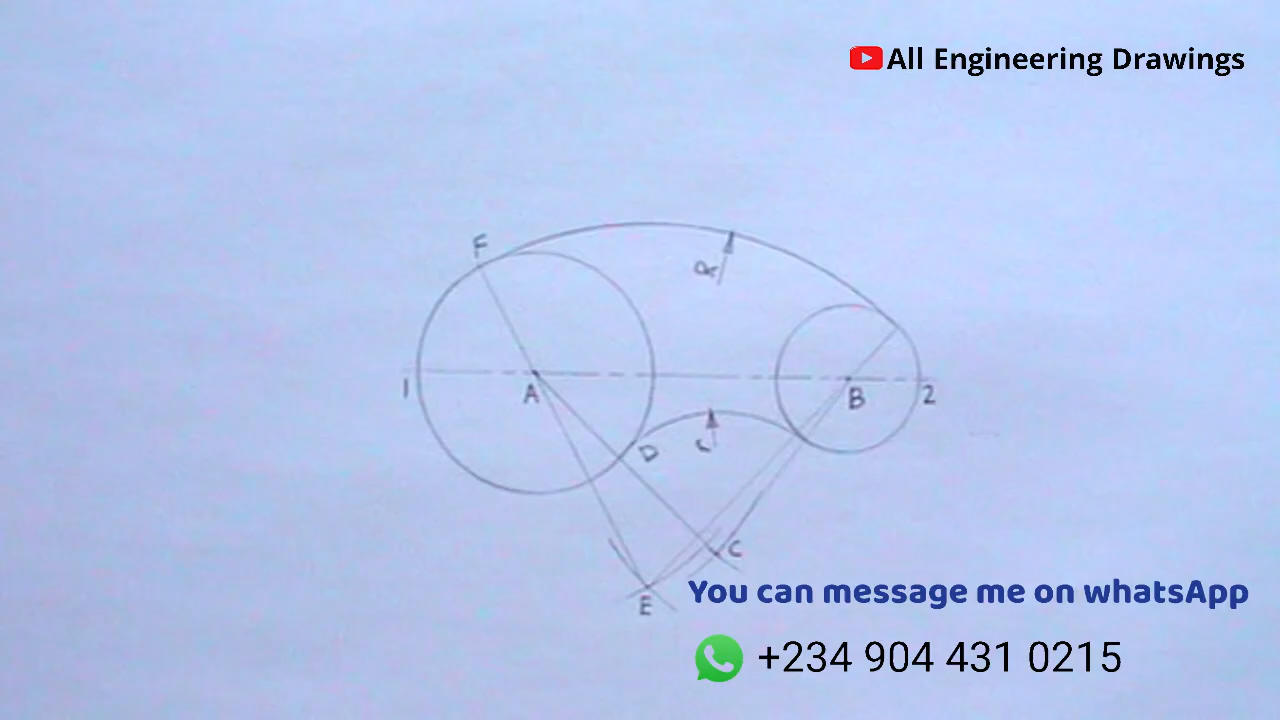 All Engineering Drawings
F
R
1
A
B
2
D
r
C
E
You can message me on whatsApp
+234 904 431 0215